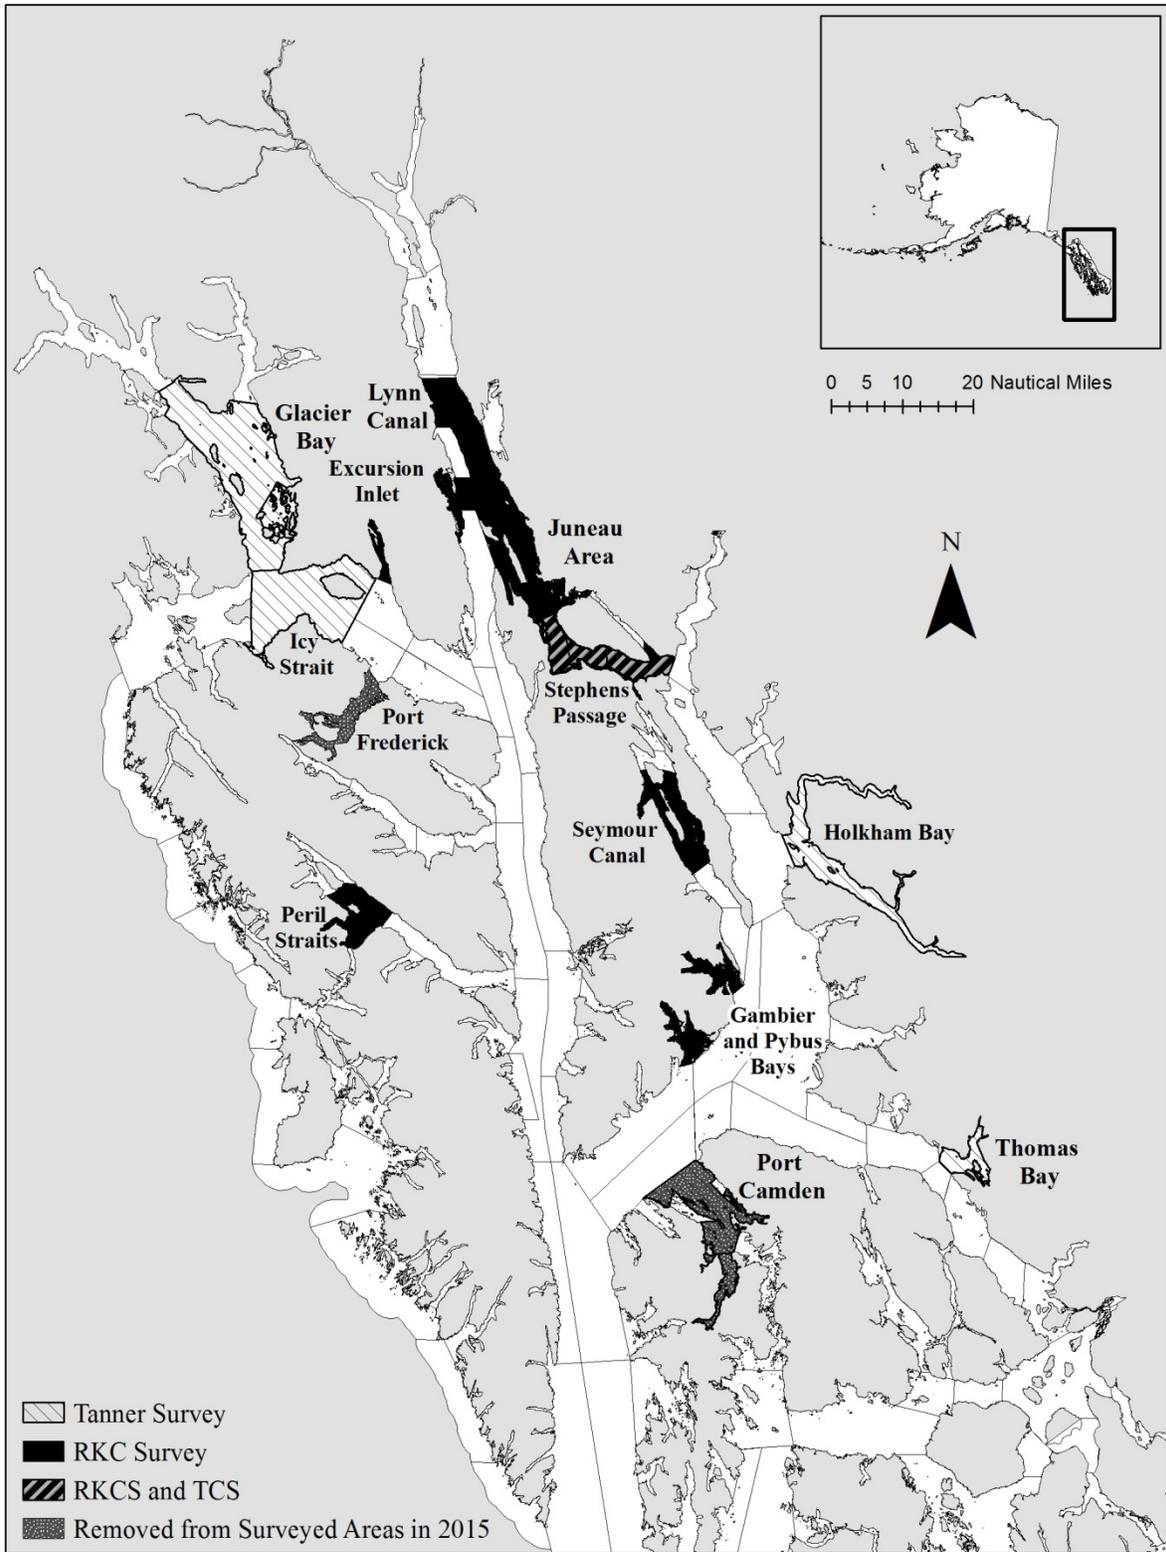 0 5 10 20 Nautical Miles
Lynn
Canal
Glacier
Bay
Excursion
Inlet
Juneau
Area
N
Icy
Strait
Stephens
Passage
Port
Frederick
Seymour
Canal
Holkham Bay
Peril
Straits
Gambier
and Pybus
Bays
Thomas
Bay
Port
Camden
Tanner Survey
RKC Survey
RKCS and TCS
Removed from Surveyed Areas in 2015